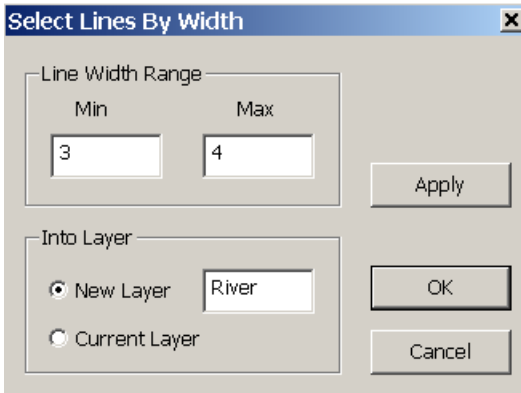 Select Lines By Width
Line Width Range
Min Max
3 4
Apply
Into Layer
New Layer River
OK
Current Layer
Cancel